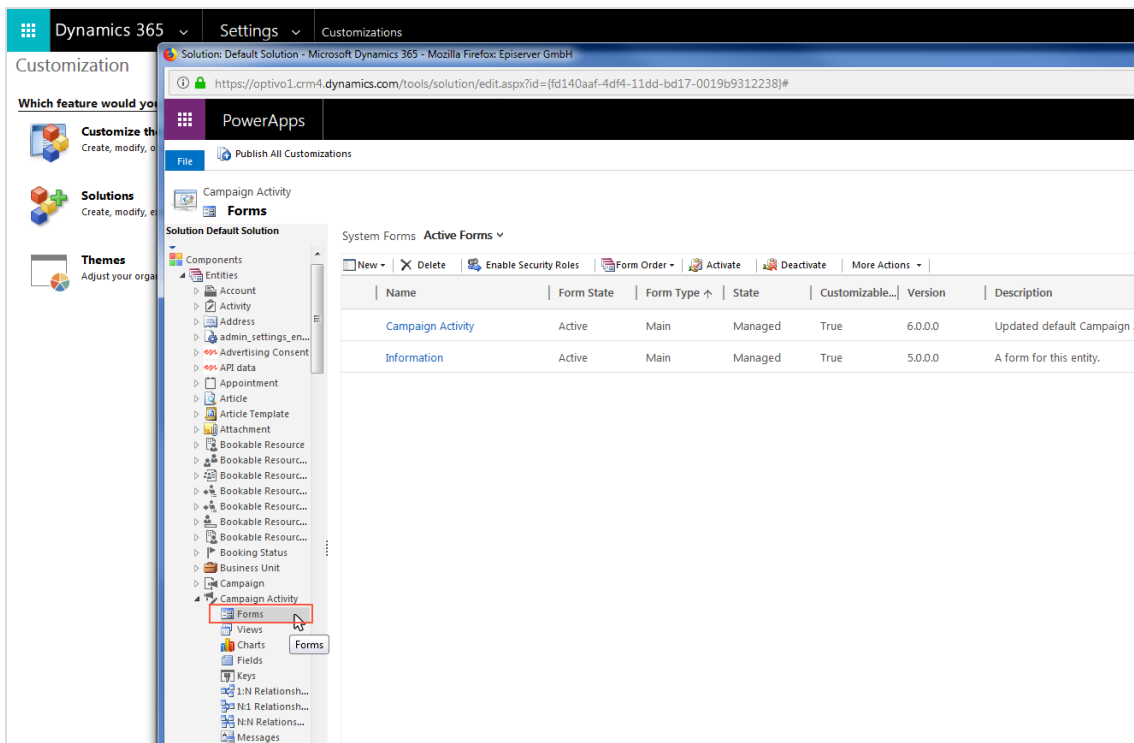 Dynamics 365 Settings Customizations
Customization
Which feature would you
Customize the
Create, modify, o
Solutions
Create, modify, ex
Themes
Adjust your organ
Solution: Default Solution - Microsoft Dynamics 365 - Mozilla Firefox: Episerver GmbH
https://optivo1.crm4.dynamics.com/tools/solution/edit.aspx?id={fd140aaf-4df4-11dd-bd17-0019b9312238}#
PowerApps
File Publish All Customizations
Campaign Activity
Forms
Solution Default Solution
Components
Entities
Account
Activity
Address
admin_settings_en...
Advertising Consent
API data
Appointment
Article
Article Template
Attachment
Bookable Resource
Bookable Resourc...
Bookable Resourc...
Bookable Resourc...
Bookable Resourc...
Bookable Resourc...
Bookable Resourc...
Booking Status
Business Unit
Campaign
Campaign Activity
Forms
Views
Charts
Forms
Fields
Keys
1:N Relationsh...
N:1 Relationsh...
N:N Relations...
Messages
System Forms Active Forms
New Delete Enable Security Roles Form Order Activate Deactivate More Actions
Name Form State Form Type State Customizable... Version Description
Campaign Activity Active Main Managed True 6.0.0.0 Updated default Campaign
Information Active Main Managed True 5.0.0.0 A form for this entity.